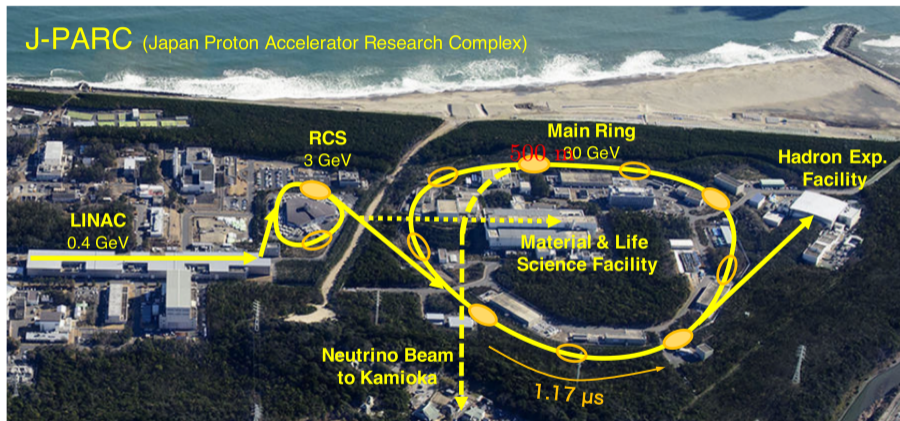 J-PARC (Japan Proton Accelerator Research Complex)
RCS
3 GeV
Main Ring
500 30 GeV
Hadron Exp.
Facility
LINAC
0.4 GeV
Material & Life
Science Facility
Neutrino Beam
to Kamioka
1.17 μs